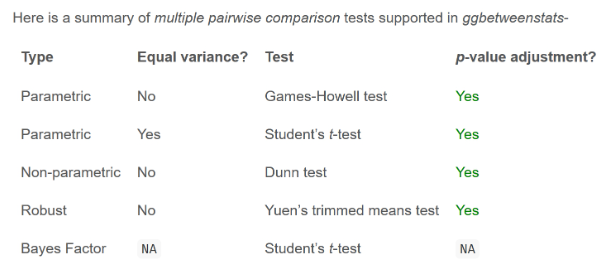 Here is a summary of multiple pairwise comparison tests supported in ggbetweenstats-
Type Equal variance? Test p-value adjustment?
Parametric No Games-Howell test Yes
Parametric Yes Student’s t-test Yes
Non-parametric No Dunn test Yes
Robust No Yuen’s trimmed means test Yes
Bayes Factor NA Student’s t-test NA